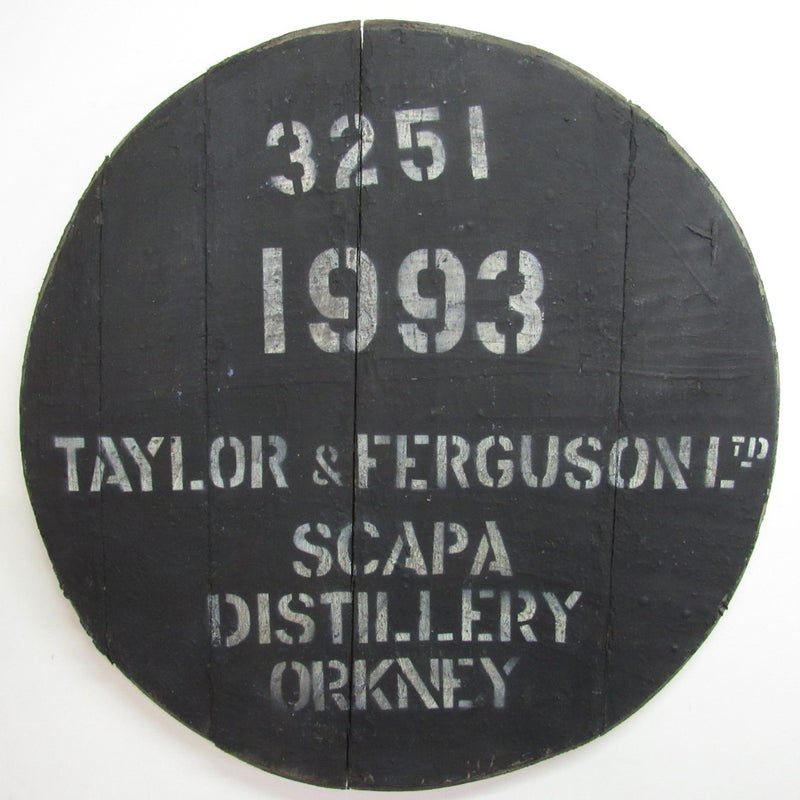 3251
1993
TAYLOR & FERGUSON LTD
SCAPA
DISTILLERY
ORKNEY